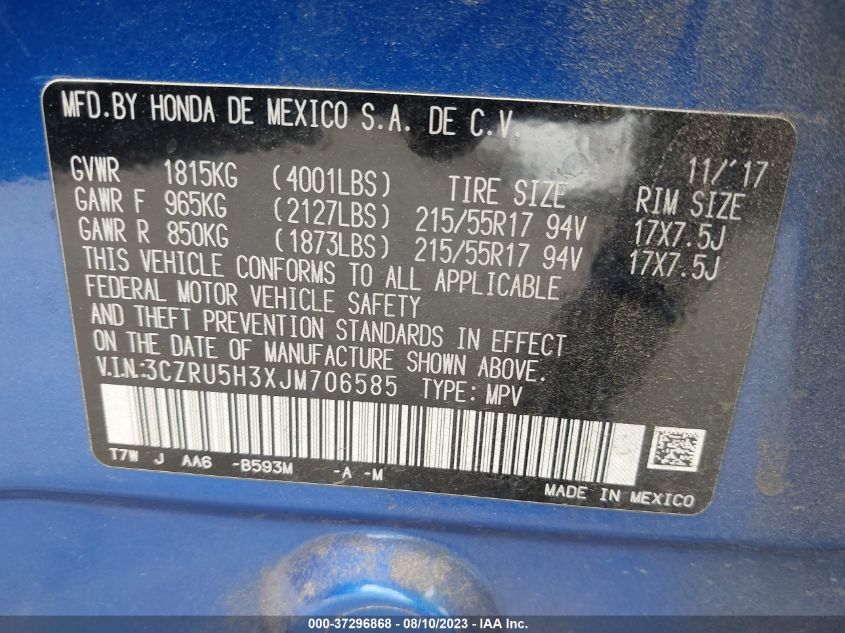 MFD.BY HONDA DE MEXICO S.A. DE C.V.
11/'17
GVWR 1815KG (4001LBS) TIRE SIZE RIM SIZE
GAWR F 965KG (2127LBS) 215/55R17 94V 17X7.5J
GAWR R 850KG (1873LBS) 215/55R17 94V 17X7.5J
THIS VEHICLE CONFORMS TO ALL APPLICABLE
FEDERAL MOTOR VEHICLE SAFETY
AND THEFT PREVENTION STANDARDS IN EFFECT
ON THE DATE OF MANUFACTURE SHOWN ABOVE.
V.I.N.:3CZRU5H3XJM706585 TYPE: MPV
T7W J AA6 -B593M -A -M
MADE IN MEXICO
000-37296868 - 08/10/2023 - IAA Inc.